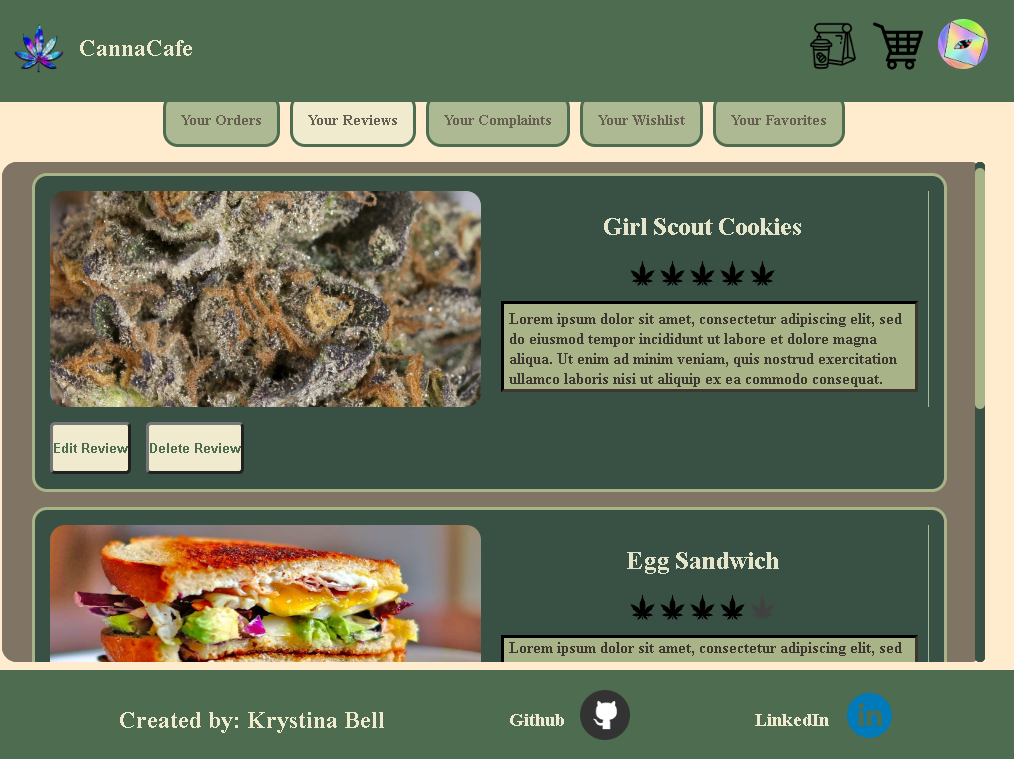 CannaCafe
Your Orders
Your Reviews
Your Complaints
Your Wishlist
Your Favorites
Girl Scout Cookies
Lorem ipsum dolor sit amet, consectetur adipiscing elit, sed
do eiusmod tempor incididunt ut labore et dolore magna
aliqua. Ut enim ad minim veniam, quis nostrud exercitation
ullamco laboris nisi ut aliquip ex ea commodo consequat.
Edit Review
Delete Review
Egg Sandwich
Lorem ipsum dolor sit amet, consectetur adipiscing elit, sed
Created by: Krystina Bell
Github
LinkedIn
in